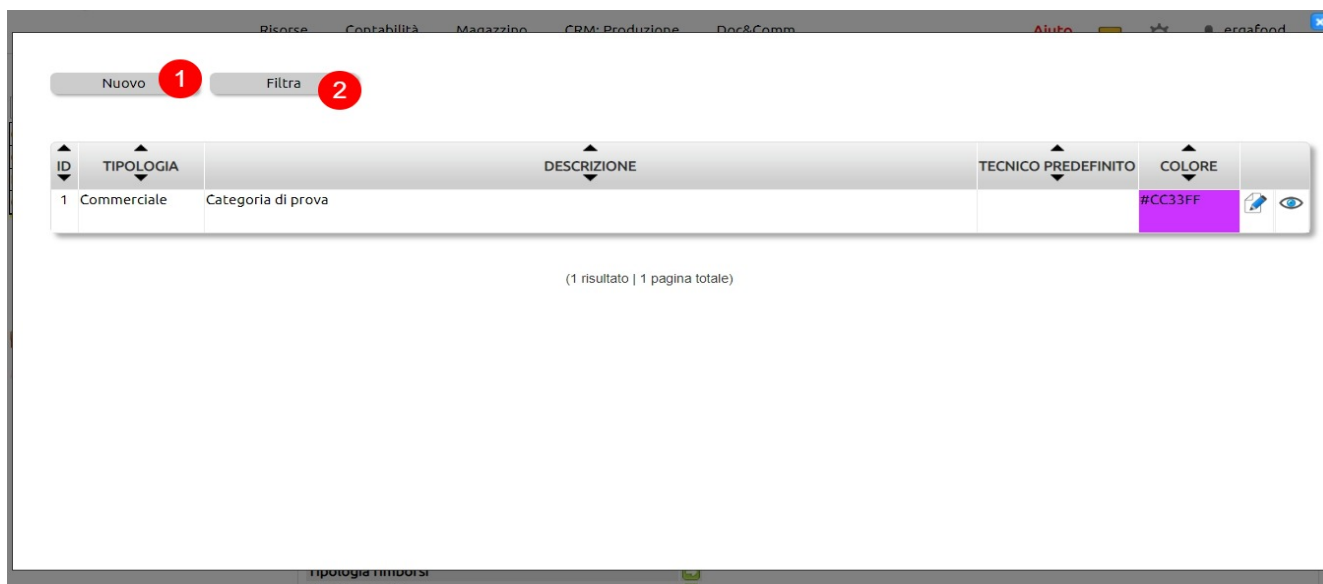 Risorse Contabilità Magazzino CRM: Produzione Doc&Comm Aiuto ergafood
Nuovo 1 Filtra 2
ID TIPOLOGIA DESCRIZIONE TECNICO PREDEFINITO COLORE
1 Commerciale Categoria di prova #CC33FF
(1 risultato | 1 pagina totale)
Tipologia rimborsi